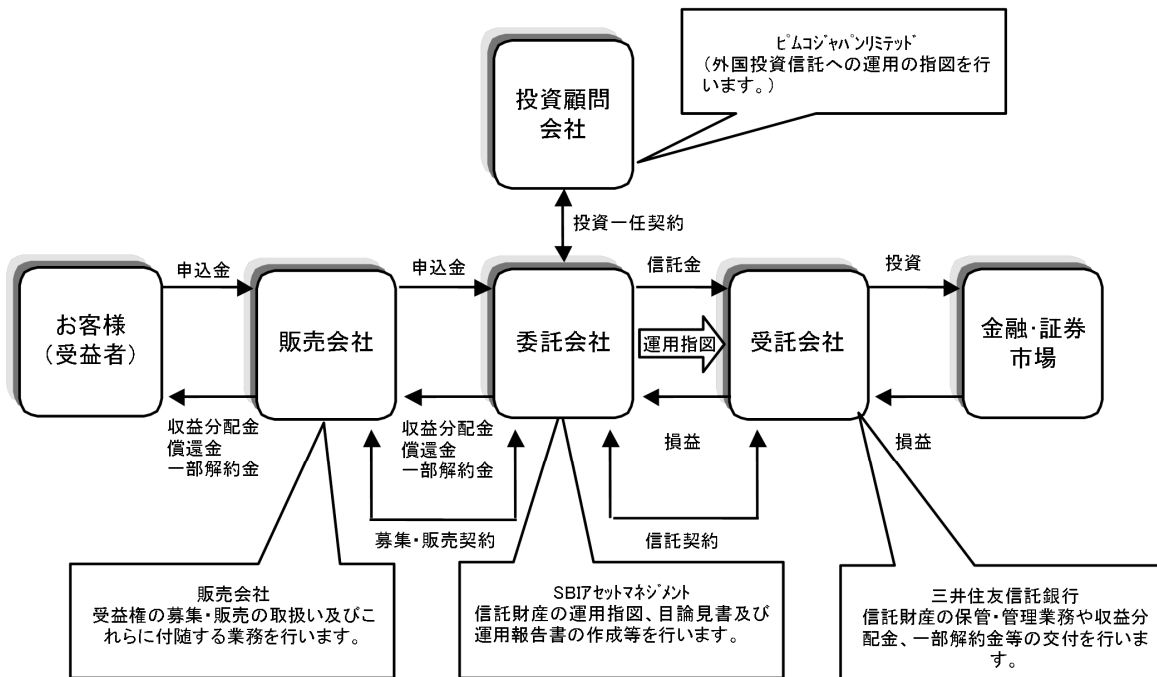 ﾋﾟﾑｺｼﾞｬﾊﾟﾝﾘﾐﾃｯﾄﾞ
（外国投資信託への運用の指図を行
います。）
投資顧問
会社
投資一任契約
申込金
申込金
信託金
投資
お客様
（受益者）
販売会社
委託会社
運用指図
受託会社
金融・証券
市場
収益分配金
償還金
一部解約金
収益分配金
償還金
一部解約金
損益
損益
募集・販売契約
信託契約
販売会社
受益権の募集・販売の取扱い及びこ
れらに付随する業務を行います。
SBIｱｾｯﾄﾏﾈｼﾞﾒﾝﾄ
信託財産の運用指図、目論見書及び
運用報告書の作成等を行います。
三井住友信託銀行
信託財産の保管・管理業務や収益分
配金、一部解約金等の交付を行いま
す。